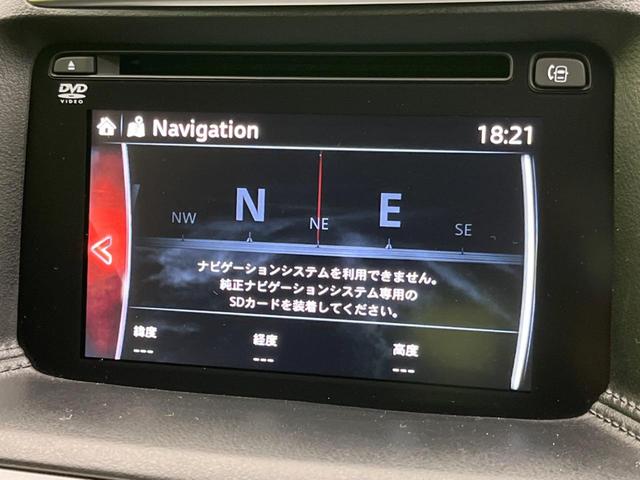 DVD
VIDEO
Navigation
18:21
NW
N
NE
E
SE
ナビゲーションシステムを利用できません。
純正ナビゲーションシステム専用の
SDカードを装着してください。
緯度
経度
高度
---
---
---